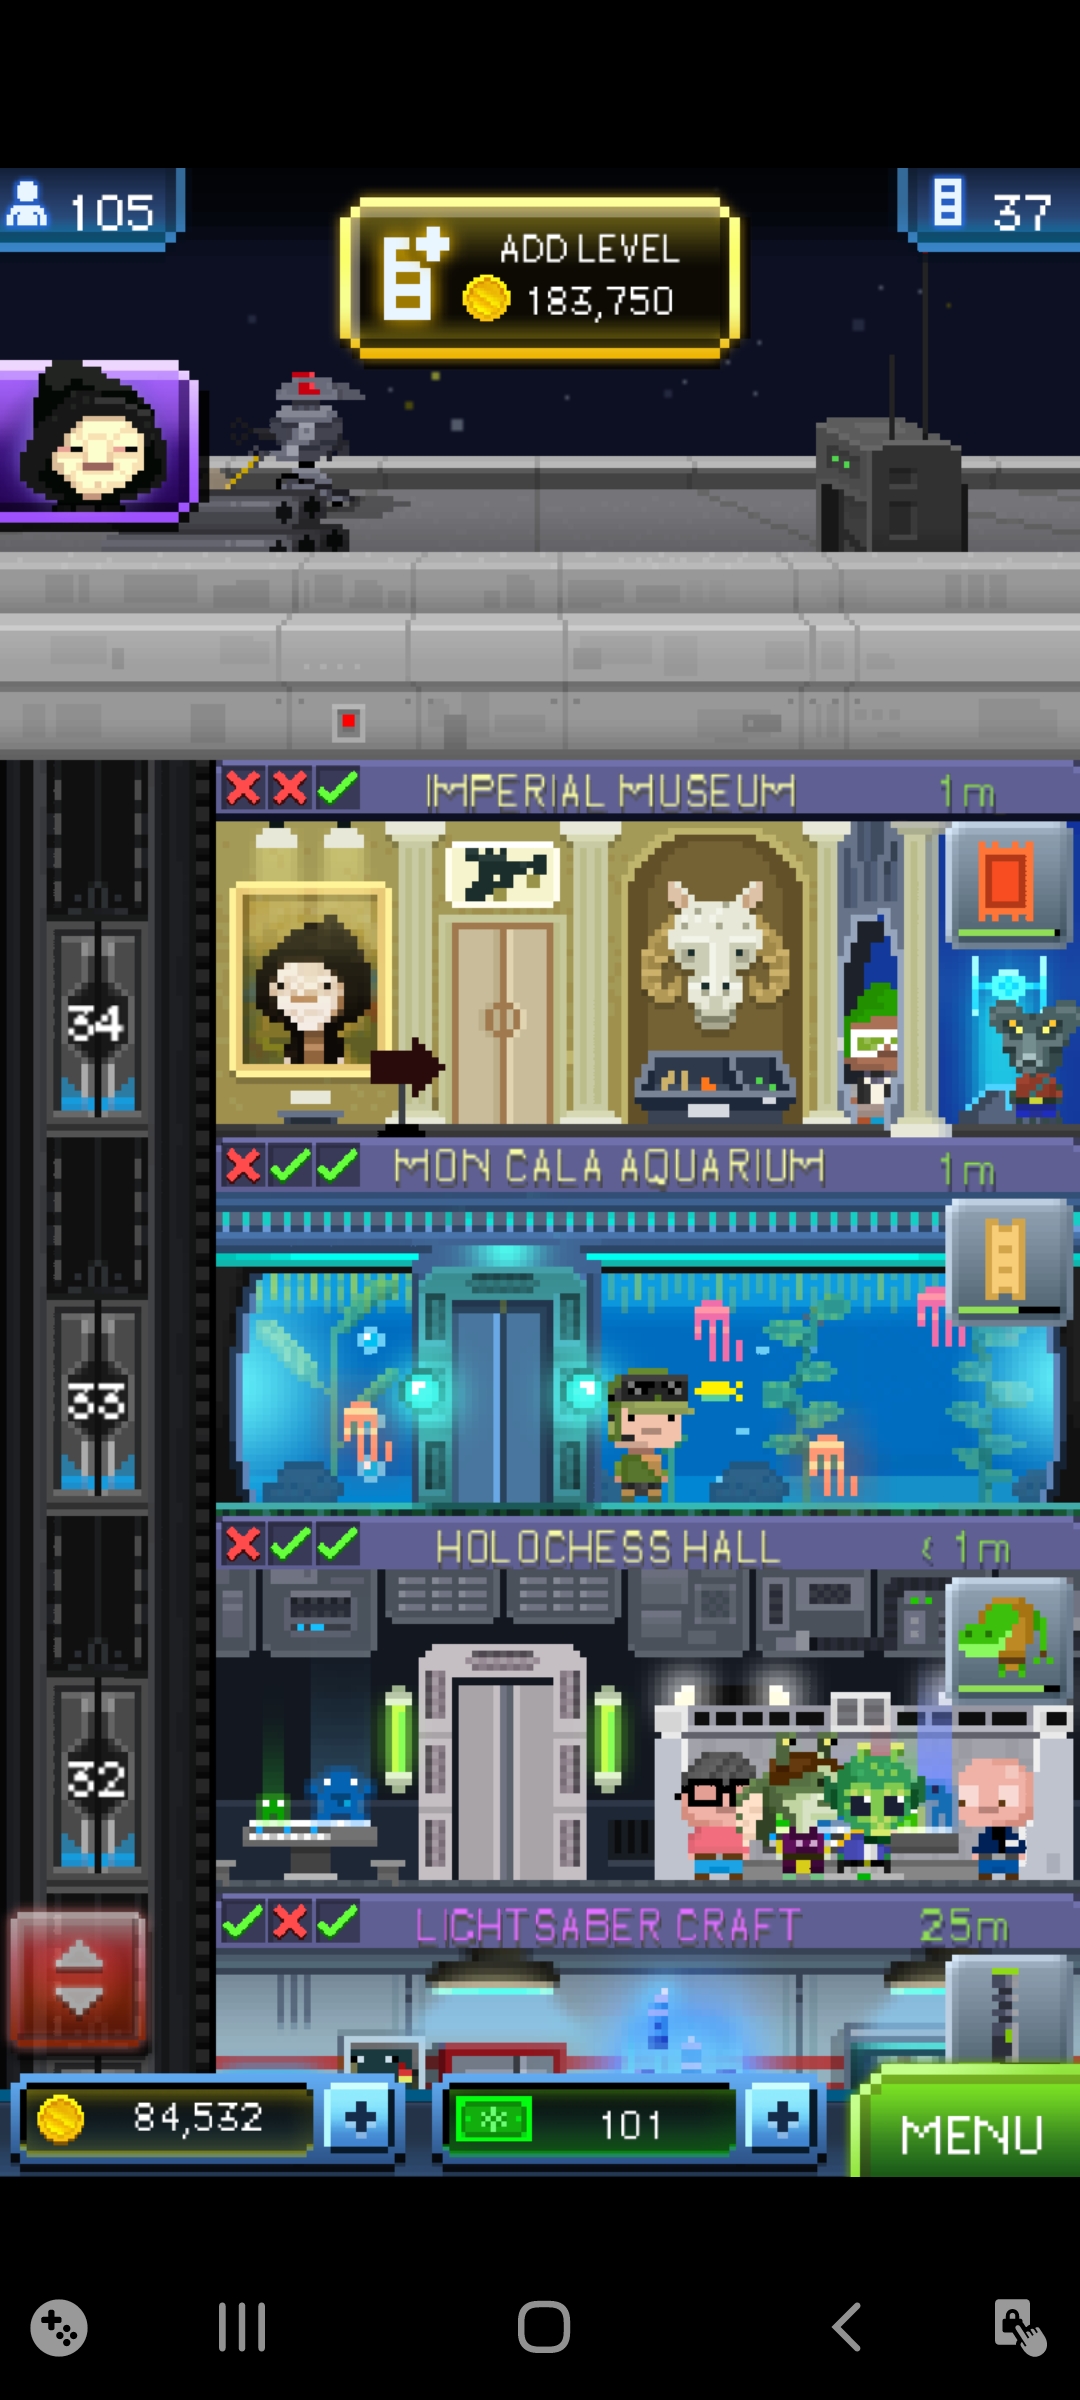 105
ADD LEVEL
183,750
37
IMPERIAL MUSEUM 1m
34
MON CALA AQUARIUM 1m
33
HOLOCHESS HALL < 1m
32
LIGHTSABER CRAFT 25m
84,532
101
MENU